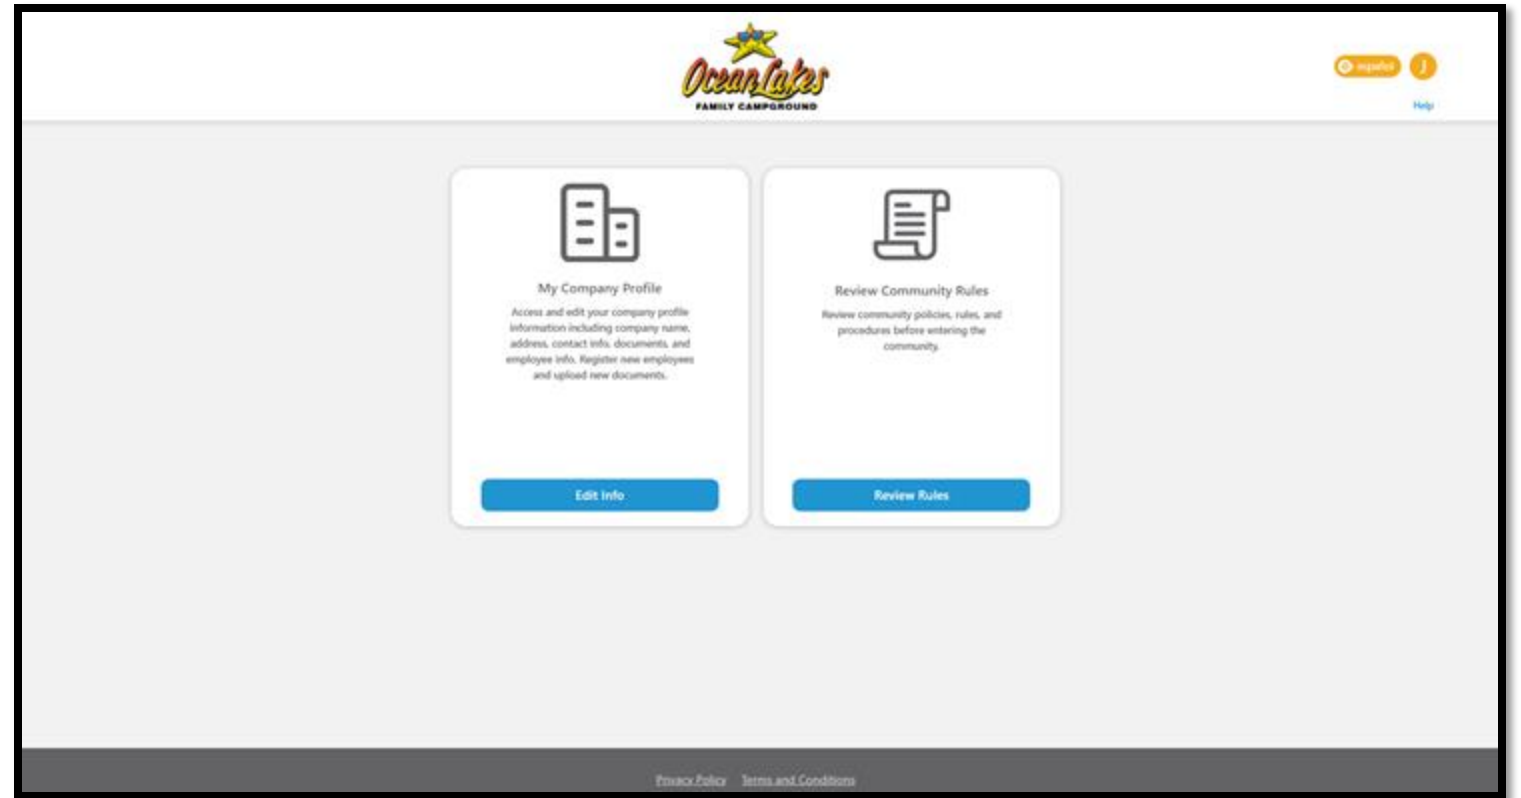 Ocean Lakes
FAMILY CAMPGROUND
español
J
Help
My Company Profile
Access and edit your company profile
information including company name,
address, contact info, documents, and
employee info. Register new employees
and upload new documents.
Edit Info
Review Community Rules
Review community policies, rules, and
procedures before entering the
community.
Review Rules
Privacy Policy Terms and Conditions